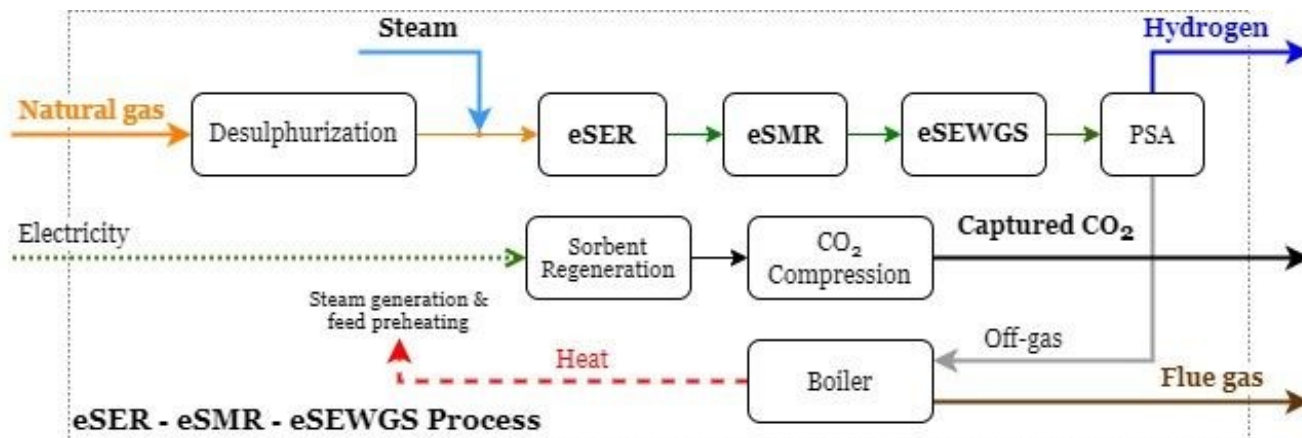 Steam
Hydrogen
Natural gas
Desulphurization
eSER
eSMR
eSEWGS
PSA
Electricity
Sorbent
Regeneration
CO₂
Compression
Captured CO₂
Steam generation &
feed preheating
Heat
Boiler
Off-gas
Flue gas
eSER - eSMR - eSEWGS Process